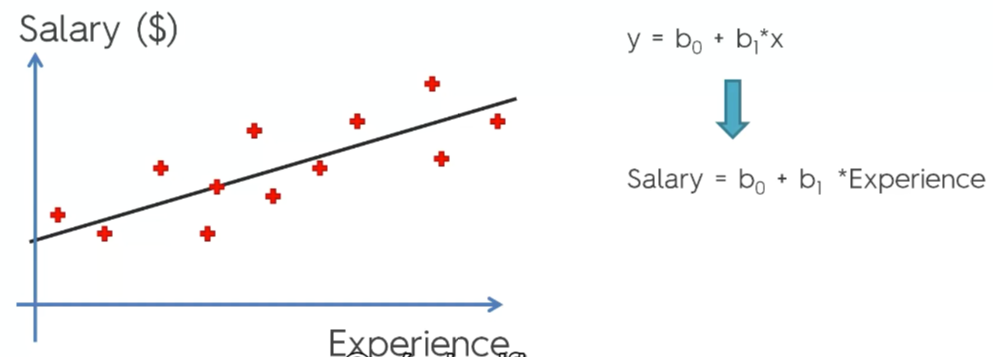 Salary ($)
y = b₀ + b₁*x
Salary = b₀ + b₁ *Experience
Experience